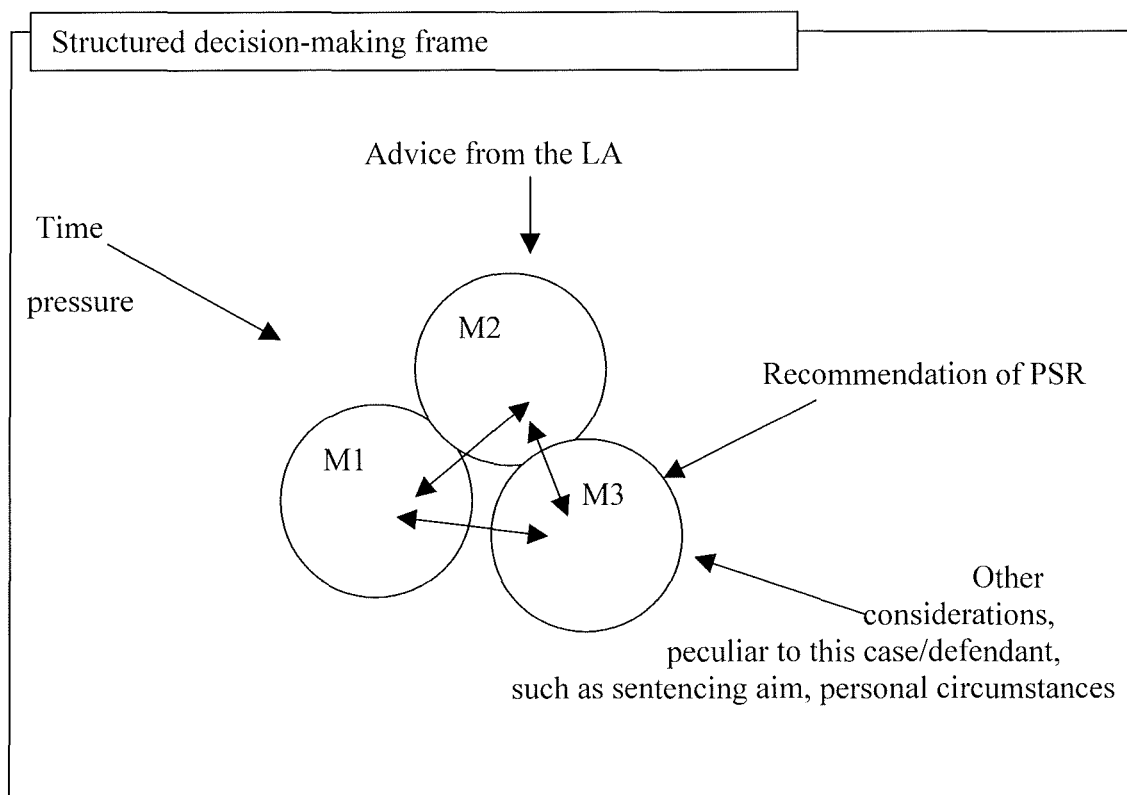 Structured decision-making frame
Advice from the LA
Time
pressure
M2
Recommendation of PSR
M1
M3
Other
considerations,
peculiar to this case/defendant,
such as sentencing aim, personal circumstances